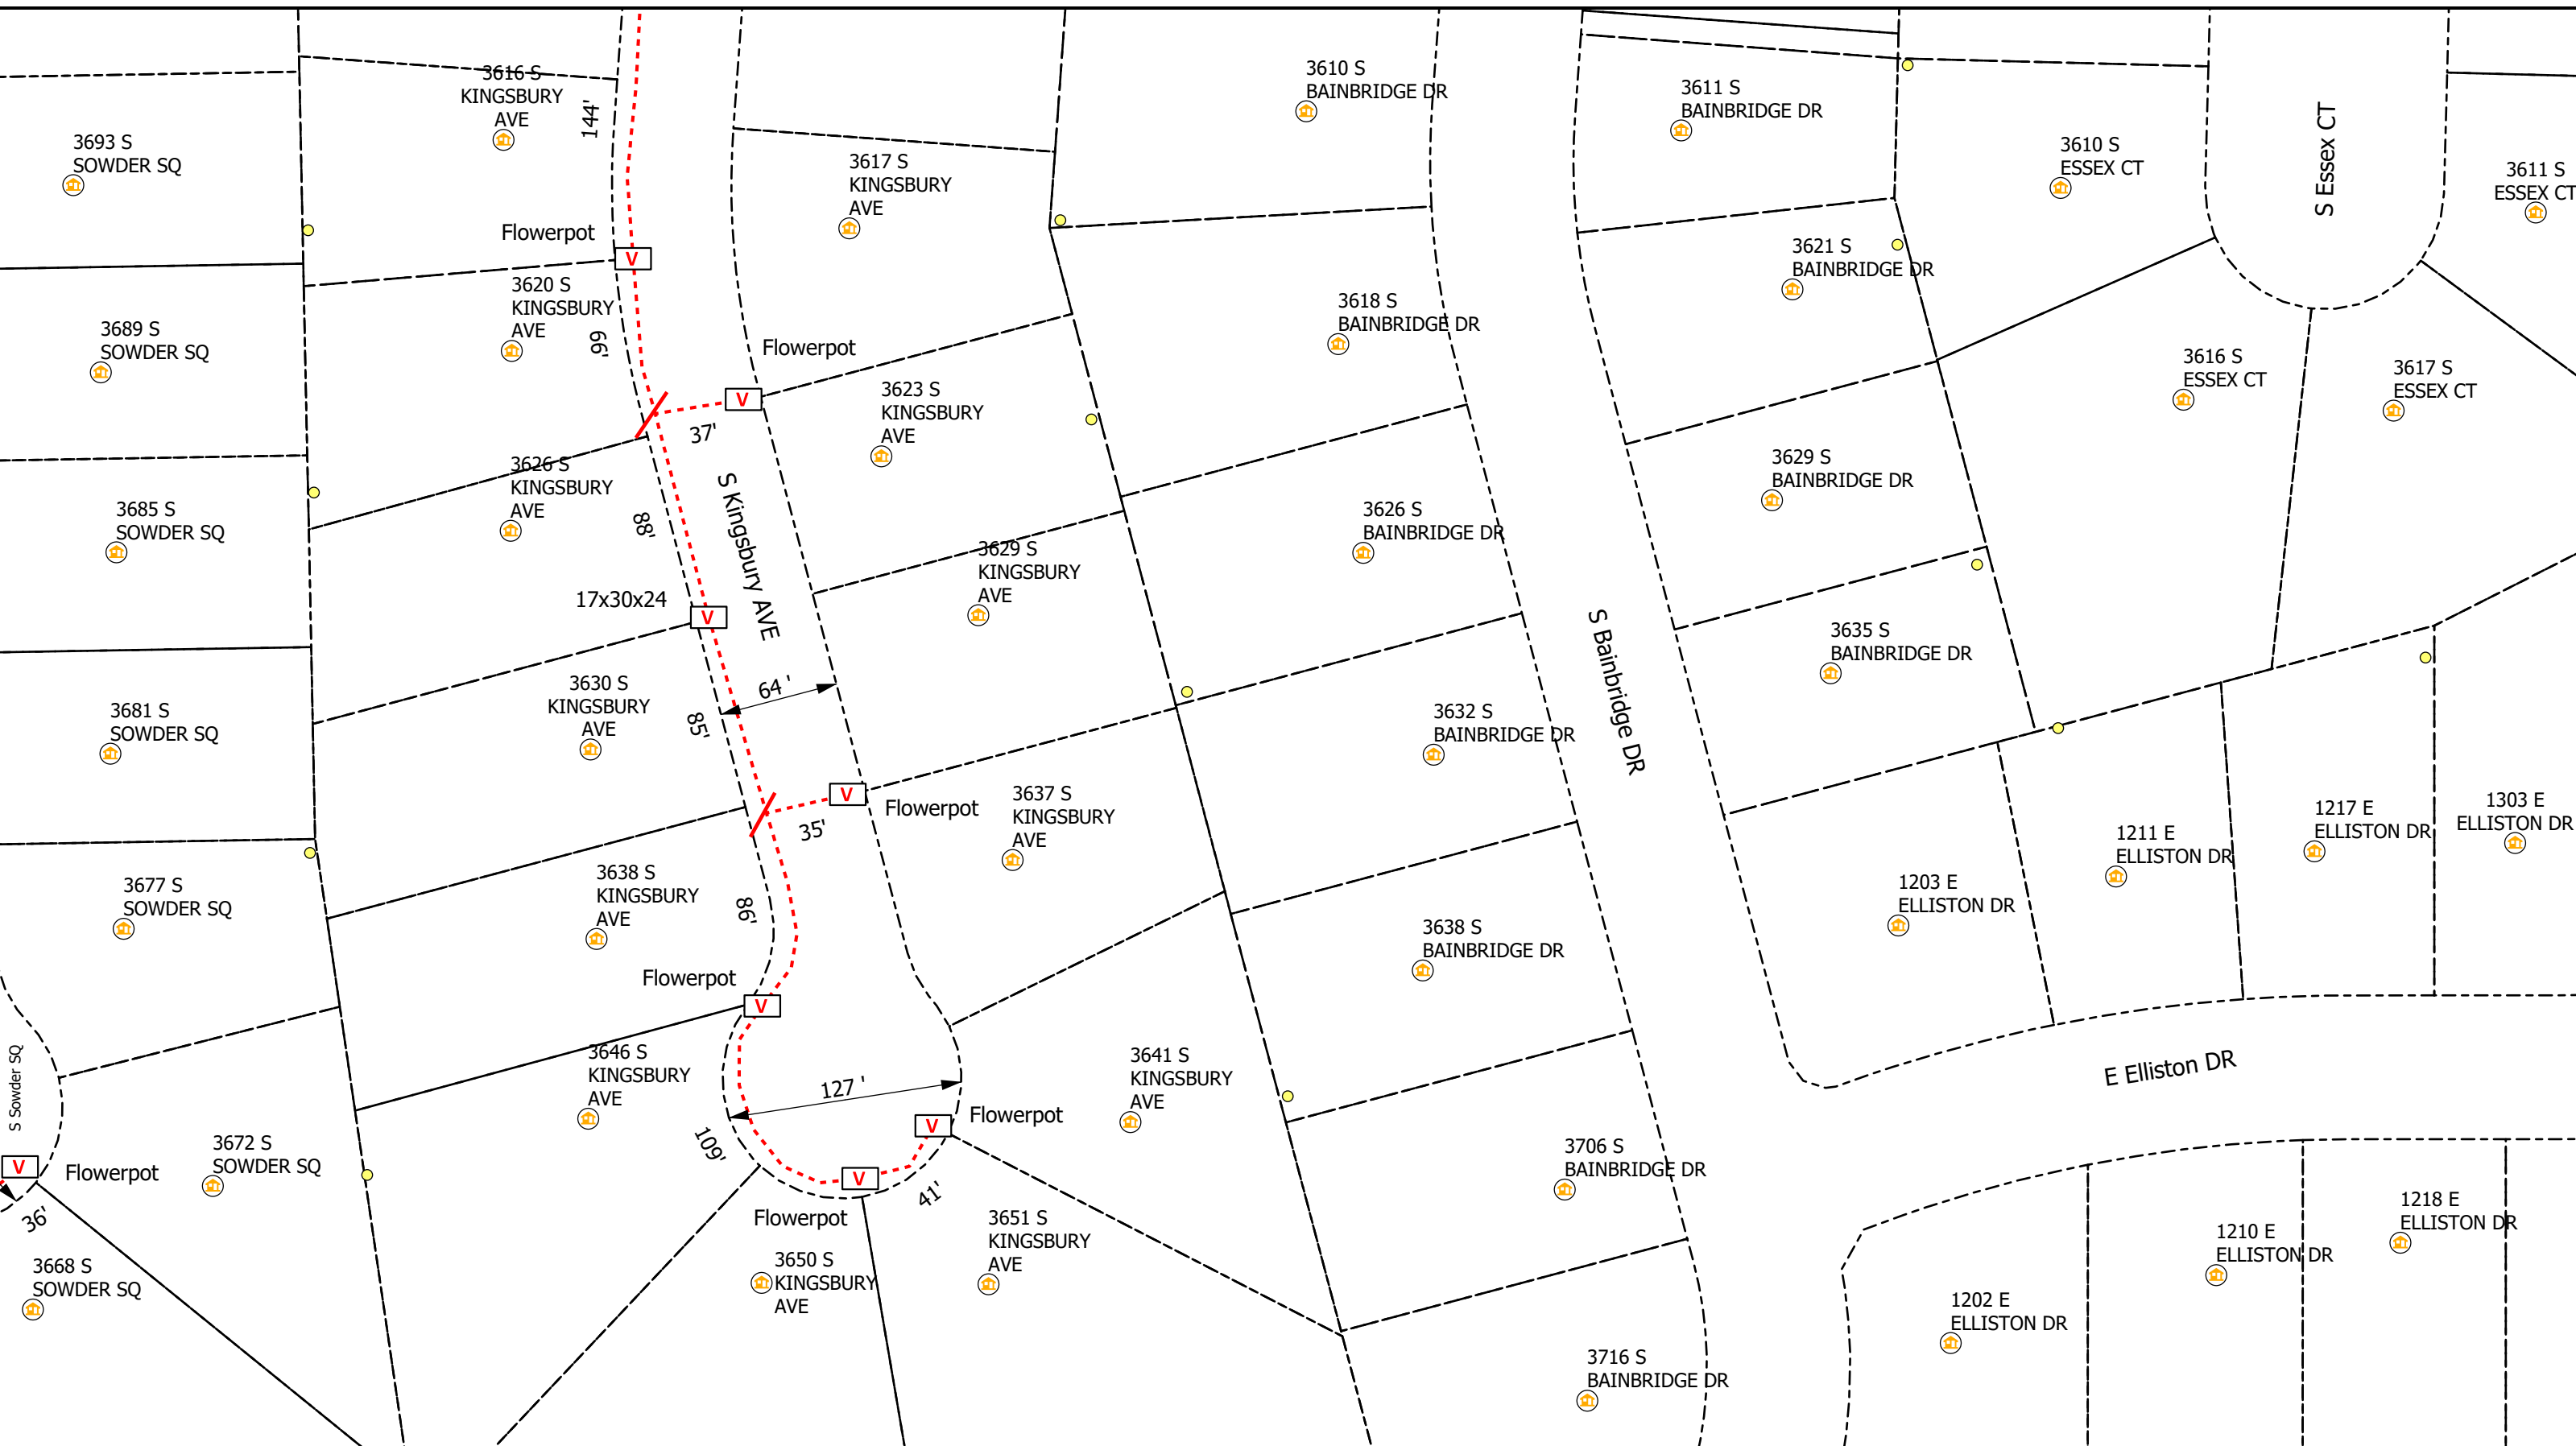 3616 S
KINGSBURY
AVE
144'
3610 S
BAINBRIDGE DR
3611 S
BAINBRIDGE DR
S Essex CT
3693 S
SOWDER SQ
3617 S
KINGSBURY
AVE
3610 S
ESSEX CT
3611 S
ESSEX CT
Flowerpot
V
3620 S
KINGSBURY
AVE
66'
3621 S
BAINBRIDGE DR
3618 S
BAINBRIDGE DR
3689 S
SOWDER SQ
Flowerpot
V
37'
3623 S
KINGSBURY
AVE
3616 S
ESSEX CT
3617 S
ESSEX CT
3626 S
KINGSBURY
AVE
88'
S Kingsbury AVE
3629 S
BAINBRIDGE DR
3685 S
SOWDER SQ
3626 S
BAINBRIDGE DR
3629 S
KINGSBURY
AVE
17x30x24
V
S Bainbridge DR
3635 S
BAINBRIDGE DR
3630 S
KINGSBURY
AVE
85'
64 '
3681 S
SOWDER SQ
3632 S
BAINBRIDGE DR
V
Flowerpot
35'
3637 S
KINGSBURY
AVE
1217 E
ELLISTON DR
1303 E
ELLISTON DR
1211 E
ELLISTON DR
3677 S
SOWDER SQ
3638 S
KINGSBURY
AVE
86'
1203 E
ELLISTON DR
3638 S
BAINBRIDGE DR
Flowerpot
V
3646 S
KINGSBURY
AVE
127 '
3641 S
KINGSBURY
AVE
E Elliston DR
S Sowder SQ
V
Flowerpot
109'
V
Flowerpot
3672 S
SOWDER SQ
V
Flowerpot
41'
36'
3706 S
BAINBRIDGE DR
3651 S
KINGSBURY
AVE
3650 S
KINGSBURY
AVE
1218 E
ELLISTON DR
1210 E
ELLISTON DR
3668 S
SOWDER SQ
1202 E
ELLISTON DR
3716 S
BAINBRIDGE DR